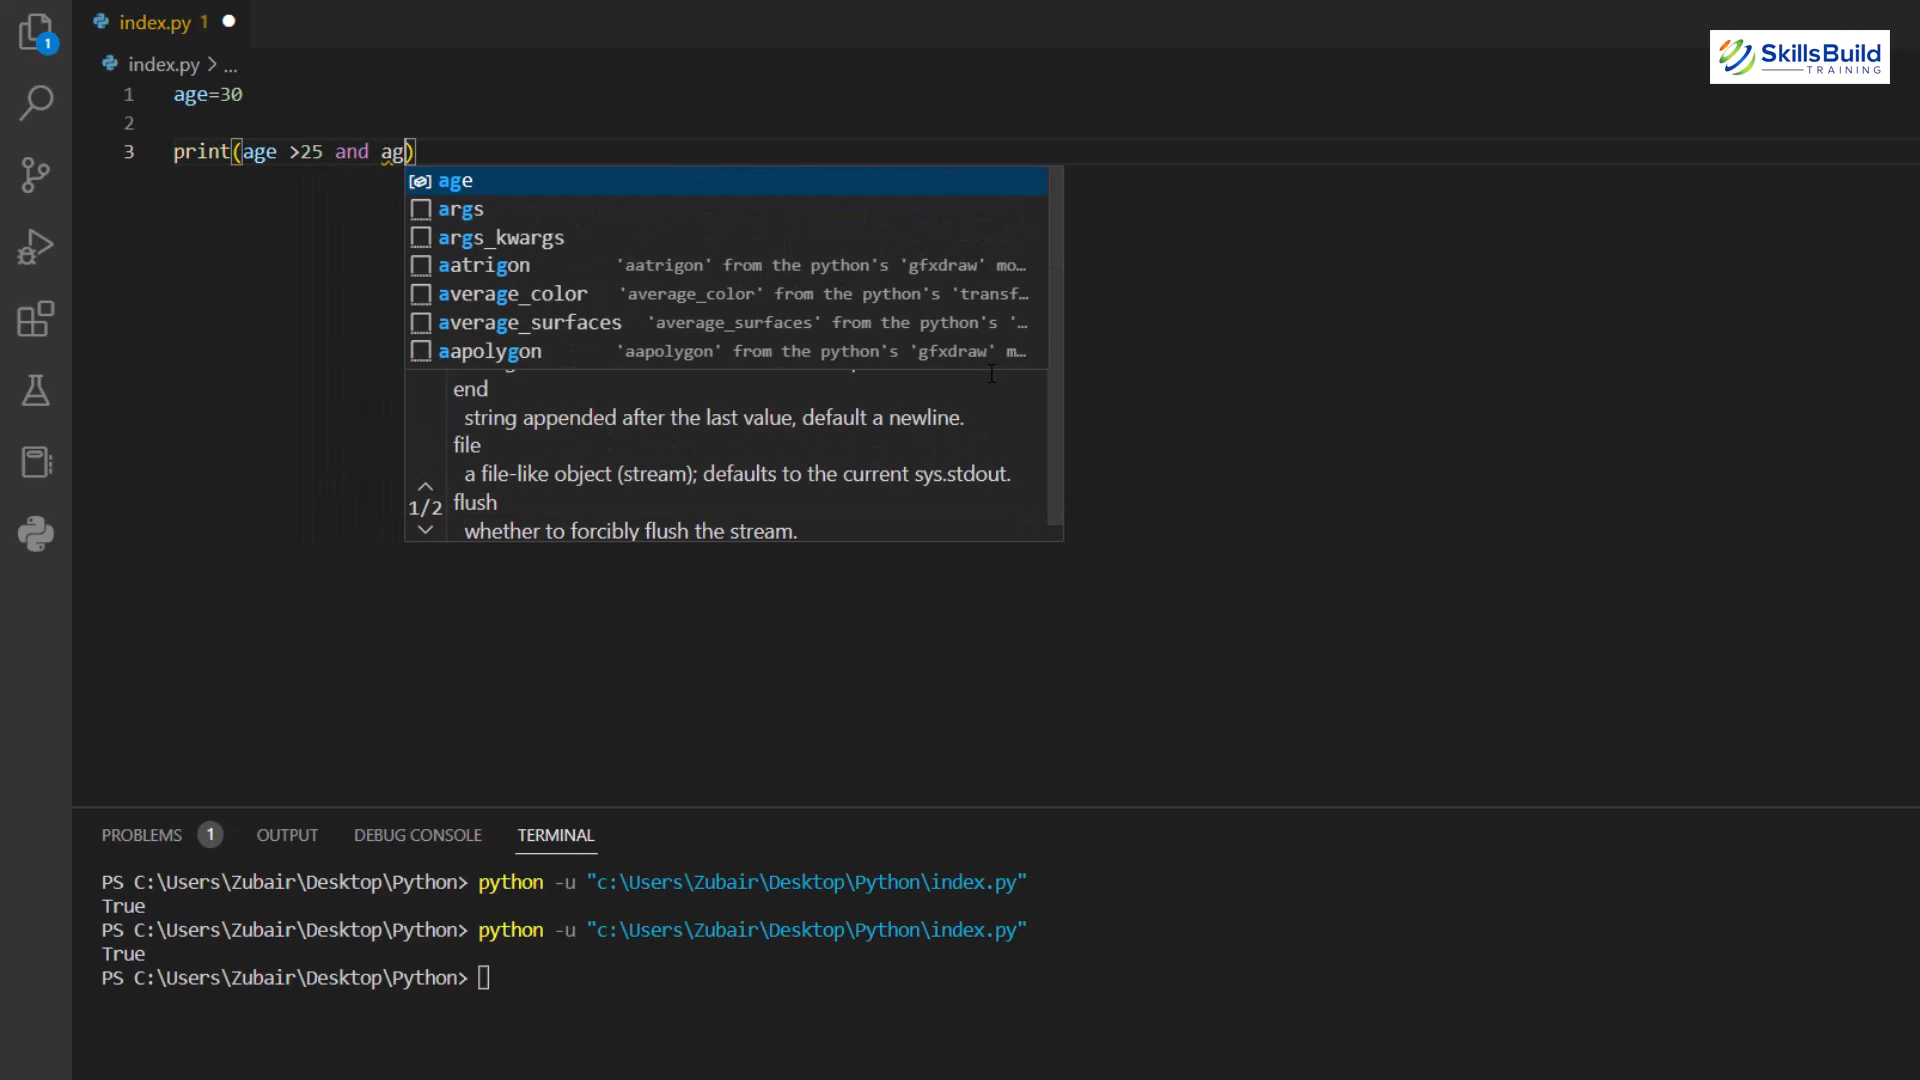 index.py 1
1
SkillsBuild
TRAINING
index.py > ...
1 age=30
2
3 print(age >25 and ag)
age
args
args_kwargs
aatrigon 'aatrigon' from the python's 'gfxdraw' mo…
average_color 'average_color' from the python's 'transf…
average_surfaces 'average_surfaces' from the python's '…
aapolygon 'aapolygon' from the python's 'gfxdraw' m…
end
string appended after the last value, default a newline.
file
a file-like object (stream); defaults to the current sys.stdout.
1/2
flush
whether to forcibly flush the stream.
PROBLEMS 1 OUTPUT DEBUG CONSOLE TERMINAL
PS C:\Users\Zubair\Desktop\Python> python -u "c:\Users\Zubair\Desktop\Python\index.py"
True
PS C:\Users\Zubair\Desktop\Python> python -u "c:\Users\Zubair\Desktop\Python\index.py"
True
PS C:\Users\Zubair\Desktop\Python>